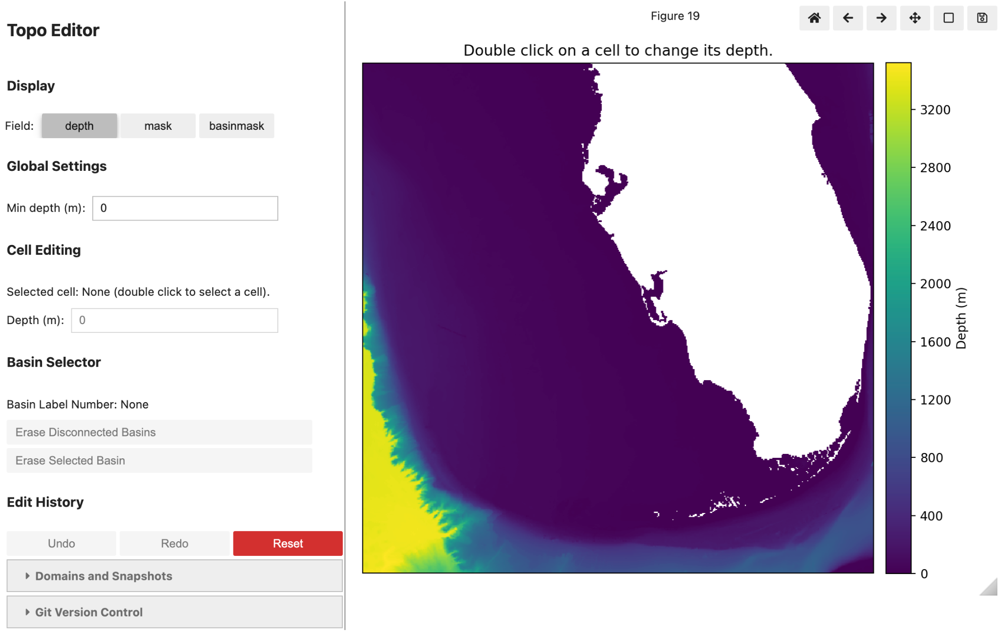 Topo Editor
Display
Field: depth mask basinmask
Global Settings
Min depth (m): 0
Cell Editing
Selected cell: None (double click to select a cell).
Depth (m): 0
Basin Selector
Basin Label Number: None
Erase Disconnected Basins
Erase Selected Basin
Edit History
Undo Redo Reset
Domains and Snapshots
Git Version Control
Figure 19
Double click on a cell to change its depth.
3200
2800
2400
2000
1600
1200
800
400
0
Depth (m)